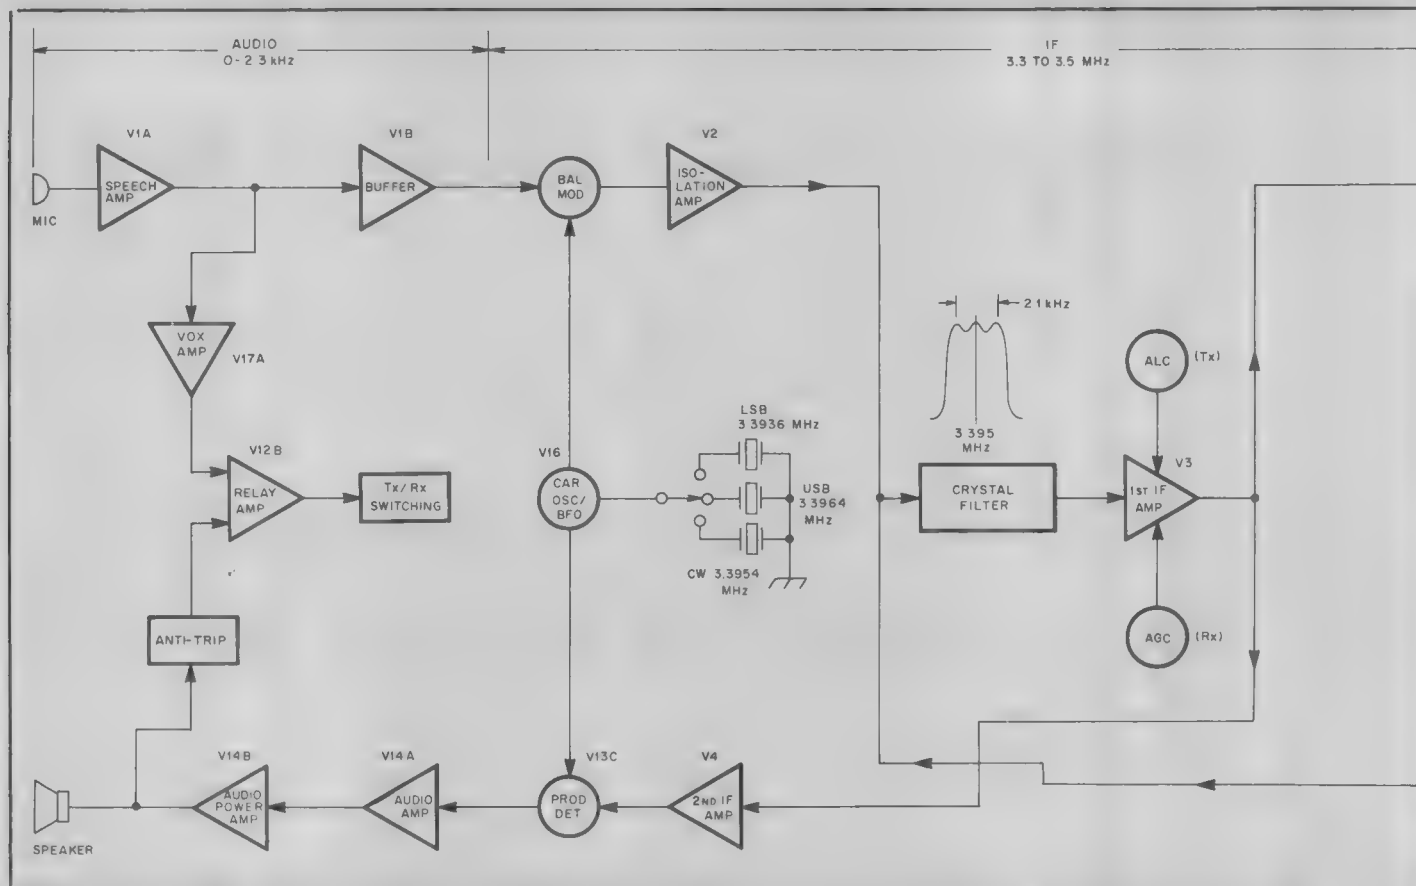 AUDIO
0-2.3kHz
IF
3.3 TO 3.5 MHz
V1A
V1B
V2
SPEECH
AMP
BUFFER
BAL
MOD
ISO-
LATION
AMP
MIC
VOX
AMP
V17A
2.1kHz
ALC
(Tx)
LSB
3.3936 MHz
3.395
MHz
V12B
V16
V3
RELAY
AMP
Tx/Rx
SWITCHING
CAR
OSC/
BFO
USB
3.3964
MHz
CRYSTAL
FILTER
1ST IF
AMP
CW 3.3954
MHz
ANTI-TRIP
AGC
(Rx)
V14B
V14A
V13C
V4
AUDIO
POWER
AMP
AUDIO
AMP
PROD
DET
2ND IF
AMP
SPEAKER